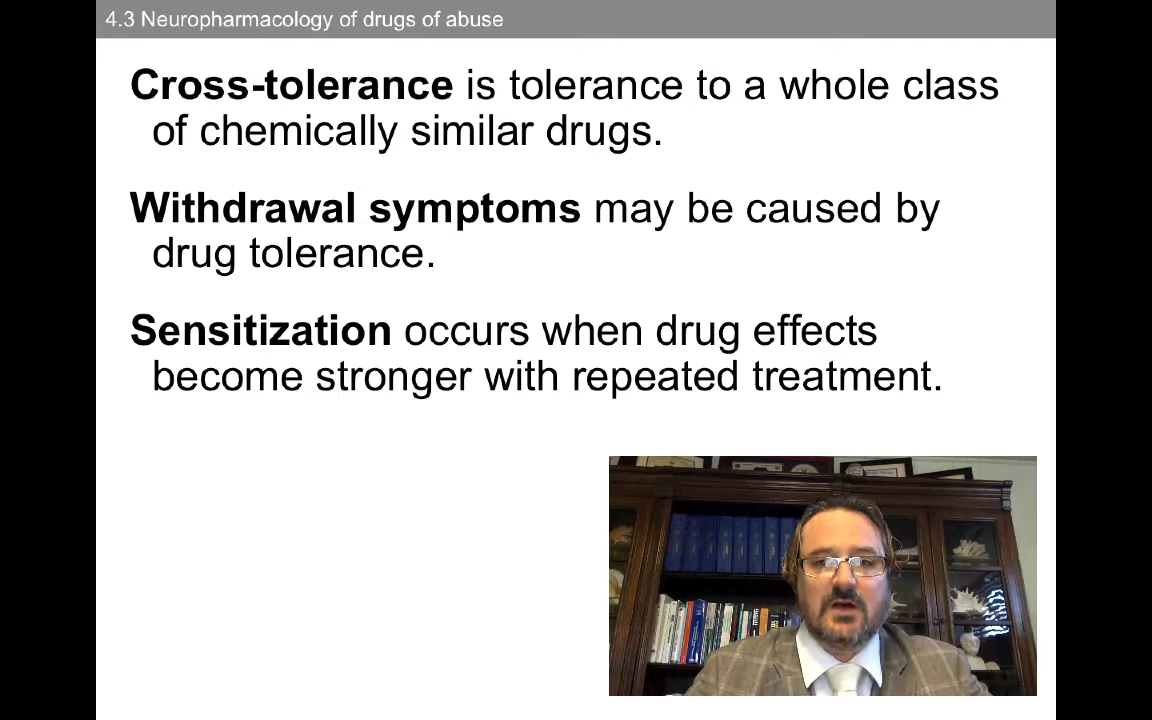 4.3 Neuropharmacology of drugs of abuse
Cross-tolerance is tolerance to a whole class
of chemically similar drugs.
Withdrawal symptoms may be caused by
drug tolerance.
Sensitization occurs when drug effects
become stronger with repeated treatment.